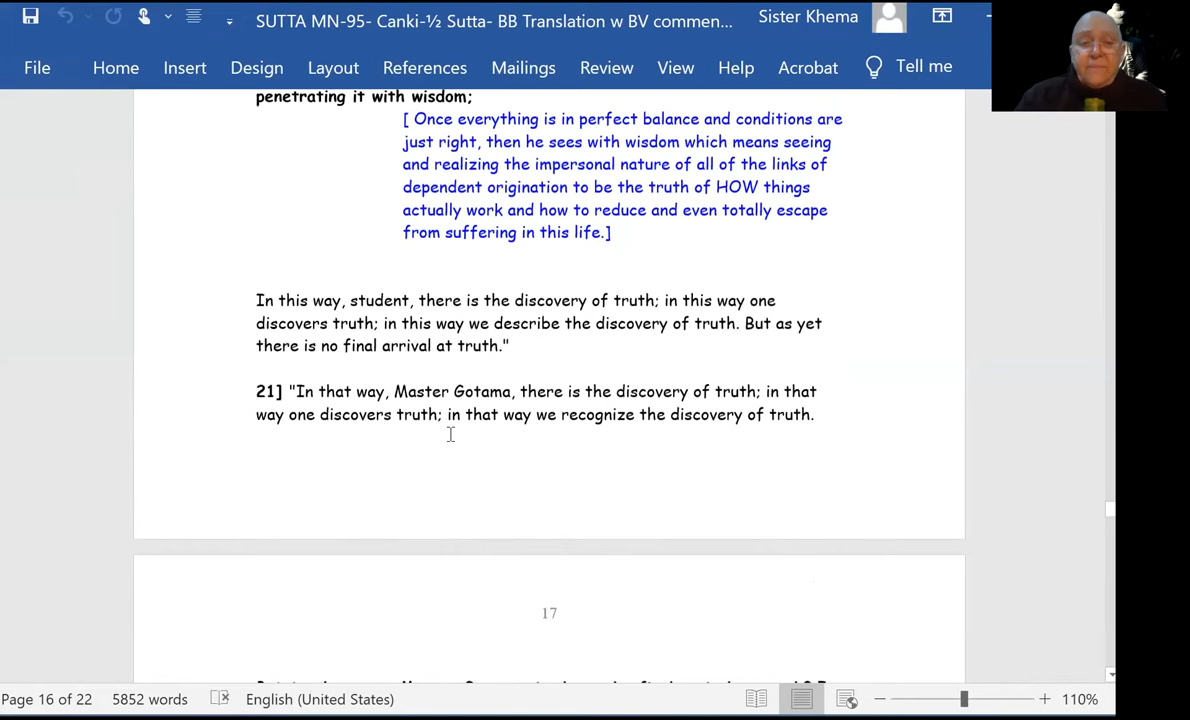 SUTTA MN-95- Canki-½ Sutta- BB Translation w BV commen...
Sister Khema
File Home Insert Design Layout References Mailings Review View Help Acrobat Tell me
penetrating it with wisdom;
[ Once everything is in perfect balance and conditions are
just right, then he sees with wisdom which means seeing
and realizing the impersonal nature of all of the links of
dependent origination to be the truth of HOW things
actually work and how to reduce and even totally escape
from suffering in this life.]
In this way, student, there is the discovery of truth; in this way one
discovers truth; in this way we describe the discovery of truth. But as yet
there is no final arrival at truth."
21] "In that way, Master Gotama, there is the discovery of truth; in that
way one discovers truth; in that way we recognize the discovery of truth.
17
Page 16 of 22 5852 words English (United States) 110%